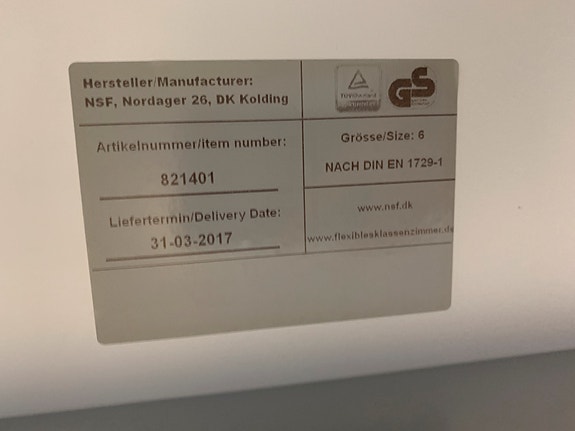 Hersteller/Manufacturer:
NSF, Nordager 26, DK Kolding
Artikelnummer/item number:
821401
Liefertermin/Delivery Date:
31-03-2017
GS
Grösse/Size: 6
NACH DIN EN 1729-1
www.nsf.dk
www.flexiblesklassenzimmer.de